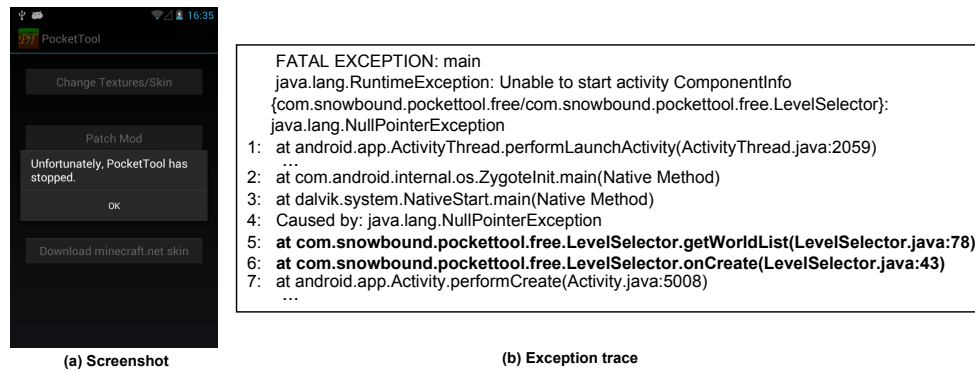 16:35
PocketTool
Change Textures/Skin
Patch Mod
Unfortunately, PocketTool has
stopped.
OK
Download minecraft.net skin
(a) Screenshot
FATAL EXCEPTION: main
java.lang.RuntimeException: Unable to start activity ComponentInfo
{com.snowbound.pockettool.free/com.snowbound.pockettool.free.LevelSelector}:
java.lang.NullPointerException
1: at android.app.ActivityThread.performLaunchActivity(ActivityThread.java:2059)
...
2: at com.android.internal.os.ZygoteInit.main(Native Method)
3: at dalvik.system.NativeStart.main(Native Method)
4: Caused by: java.lang.NullPointerException
5: at com.snowbound.pockettool.free.LevelSelector.getWorldList(LevelSelector.java:78)
6: at com.snowbound.pockettool.free.LevelSelector.onCreate(LevelSelector.java:43)
7: at android.app.Activity.performCreate(Activity.java:5008)
...
(b) Exception trace